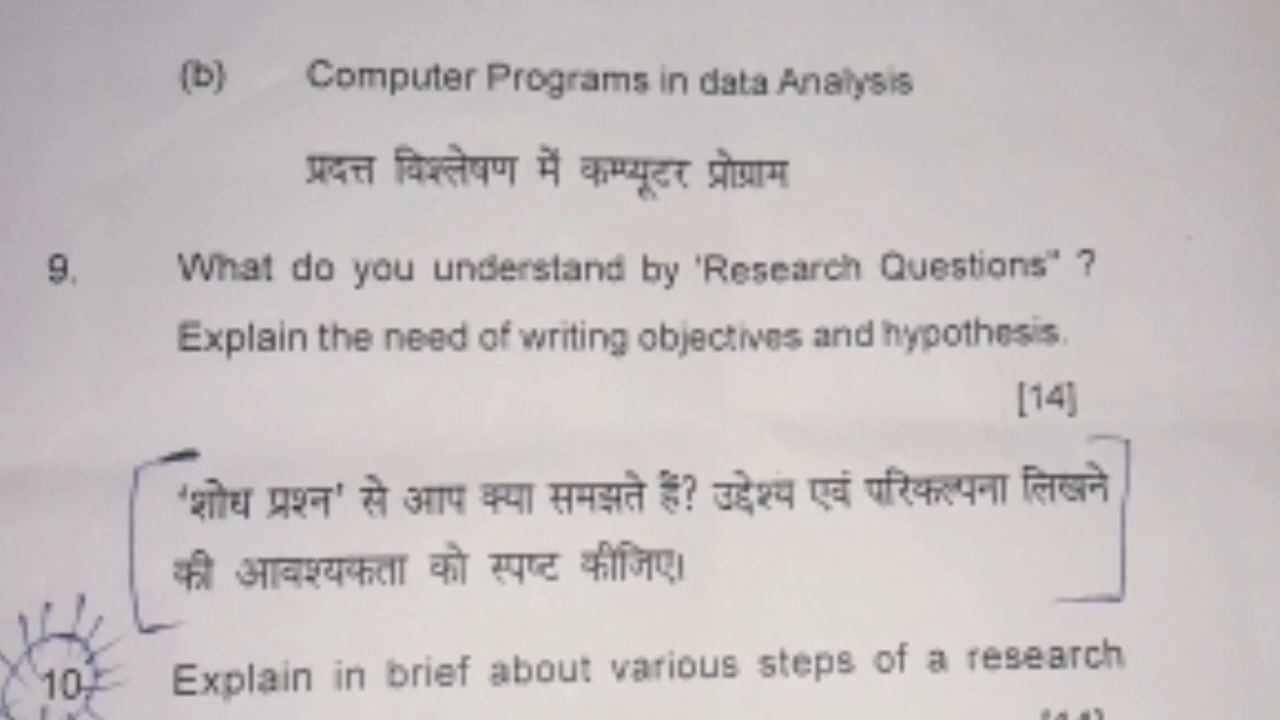 (b) Computer Programs in data Analysis
प्रदत्त विश्लेषण में कम्प्यूटर प्रोग्राम
9. What do you understand by 'Research Questions" ?
Explain the need of writing objectives and hypothesis.
[14]
'शोध प्रश्न' से आप क्या समझते हैं? उद्देश्य एवं परिकल्पना लिखने
की आवश्यकता को स्पष्ट कीजिए।
10. Explain in brief about various steps of a research